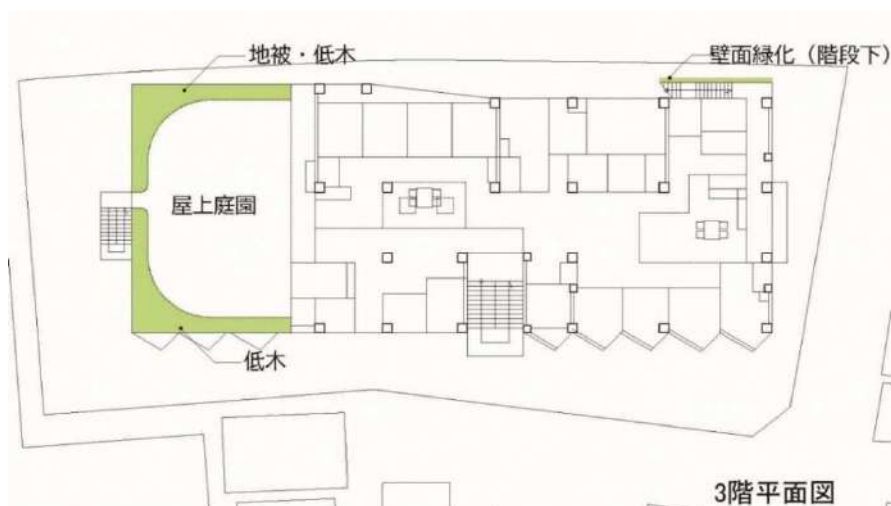 地被・低木
壁面緑化（階段下）
屋上庭園
低木
3階平面図